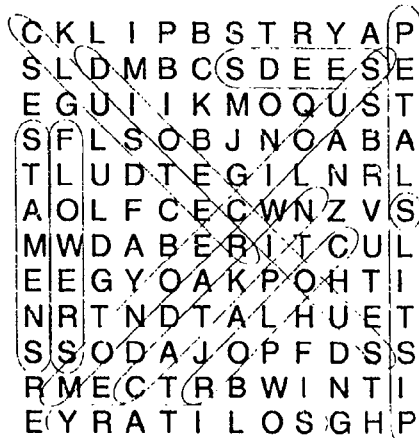 C K L I P B S T R Y A P
S L D M B C S D E E S E
E G U I I K M O Q U S T
S F L S O B J N O A B A
T L U D T E G I L N R L
A O L F C E C W N Z V S
M W D A B E R I T C U L
E E G Y O A K P O H T I
N R T N D T A L H U E T
S S O D A J O P F D S S
R M E C T R B W I N T I
E Y R A T I L O S G H P